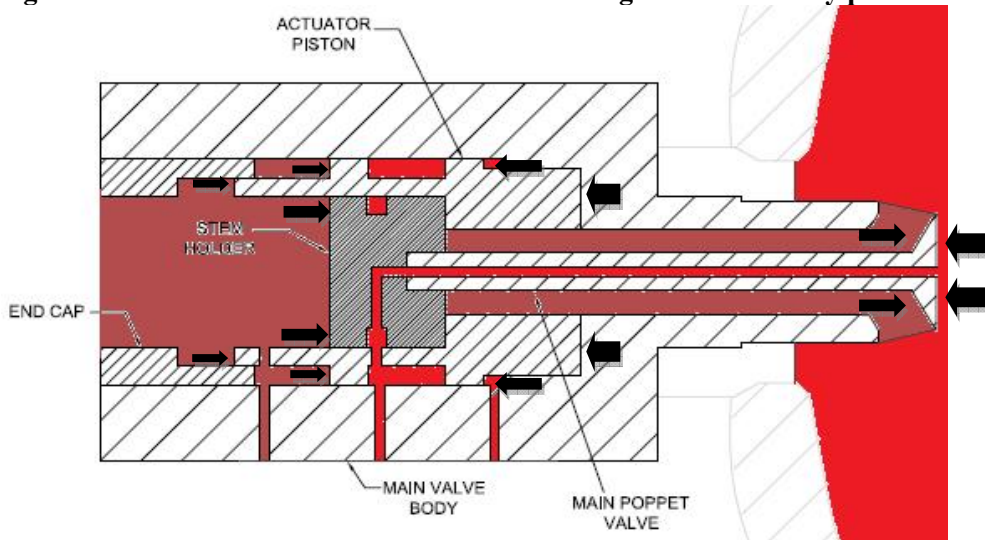 ACTUATOR
PISTON
STEM
HOLDER
END CAP
MAIN VALVE
BODY
MAIN POPPET
VALVE